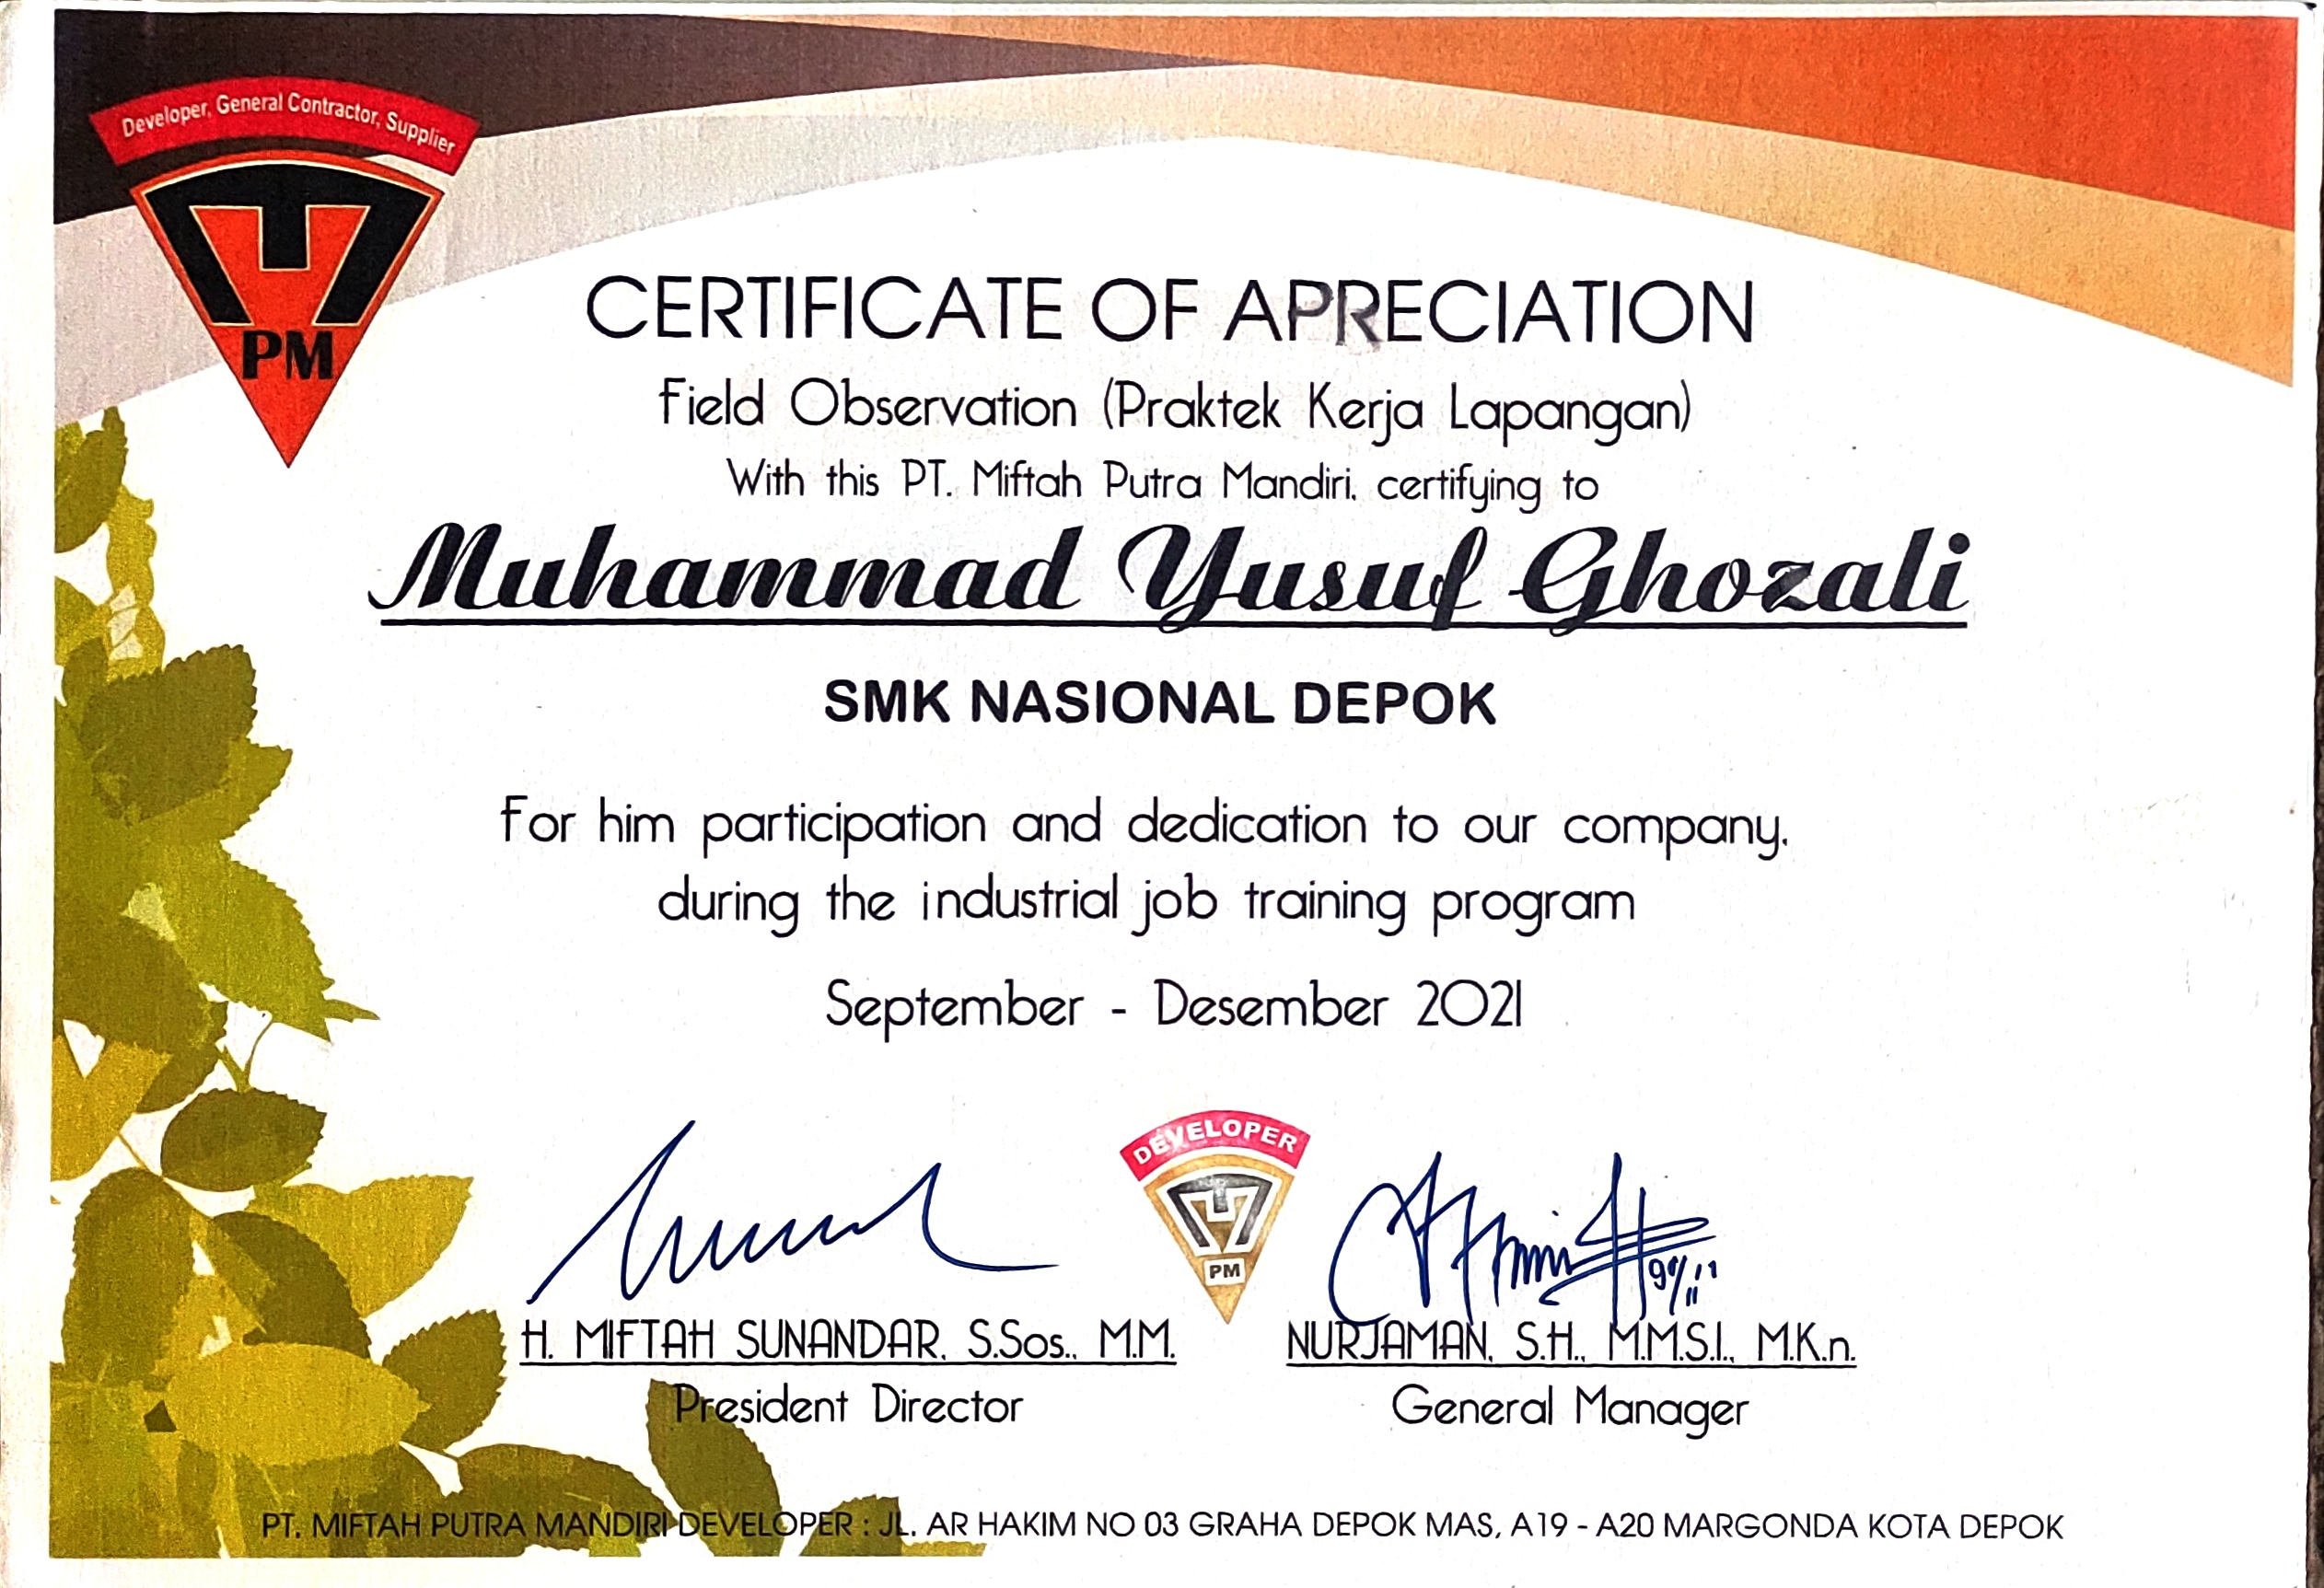 Developer, General Contractor, Supplier
PM
CERTIFICATE OF APRECIATION
Field Observation (Praktek Kerja Lapangan)
With this PT. Miftah Putra Mandiri. certifying to
Muhammad Yusuf Ghozali
SMK NASIONAL DEPOK
For him participation and dedication to our company.
during the industrial job training program
September - Desember 2021
DEVELOPER
PM
H. MIFTAH SUNANDAR. S.Sos.. M.M.
NURJAMAN. S.H.. M.M.S.I.. M.K.n.
President Director
General Manager
PT. MIFTAH PUTRA MANDIRI DEVELOPER : JL. AR HAKIM NO 03 GRAHA DEPOK MAS, A19 - A20 MARGONDA KOTA DEPOK